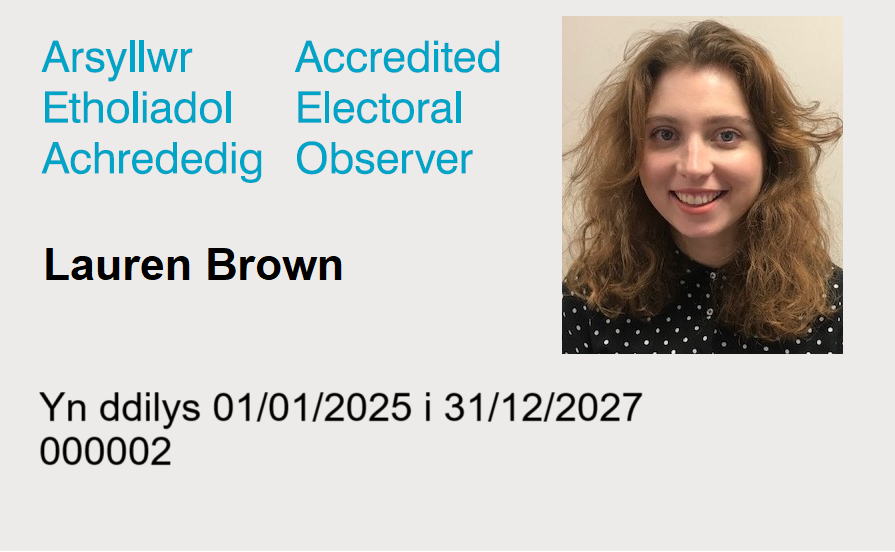 Arsyllwr
Etholiadol
Achrededig
Accredited
Electoral
Observer
Lauren Brown
Yn ddilys 01/01/2025 i 31/12/2027
000002